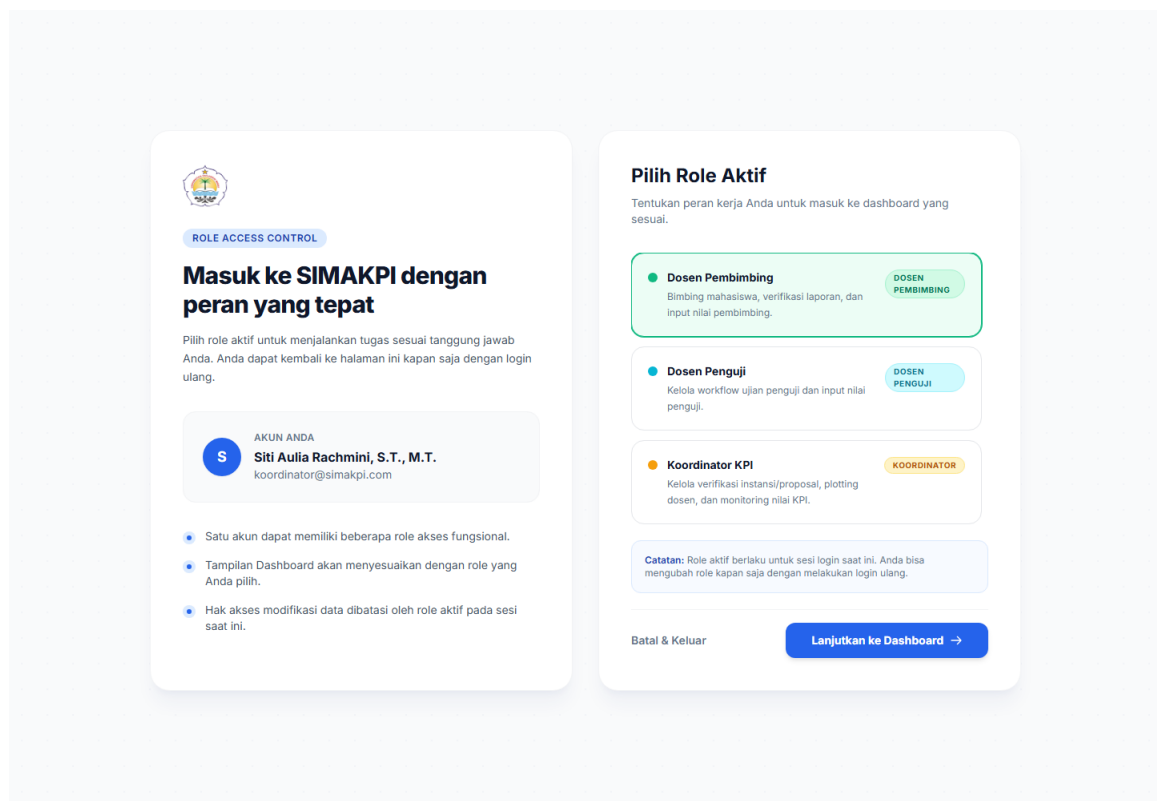 ROLE ACCESS CONTROL
Masuk ke SIMAKPI dengan
peran yang tepat
Pilih role aktif untuk menjalankan tugas sesuai tanggung jawab
Anda. Anda dapat kembali ke halaman ini kapan saja dengan login
ulang.
S
AKUN ANDA
Siti Aulia Rachmini, S.T., M.T.
koordinator@simakpi.com
Satu akun dapat memiliki beberapa role akses fungsional.
Tampilan Dashboard akan menyesuaikan dengan role yang
Anda pilih.
Hak akses modifikasi data dibatasi oleh role aktif pada sesi
saat ini.
Pilih Role Aktif
Tentukan peran kerja Anda untuk masuk ke dashboard yang
sesuai.
Dosen Pembimbing
Bimbing mahasiswa, verifikasi laporan, dan
input nilai pembimbing.
DOSEN
PEMBIMBING
Dosen Penguji
Kelola workflow ujian penguji dan input nilai
penguji.
DOSEN
PENGUJI
Koordinator KPI
Kelola verifikasi instansi/proposal, plotting
dosen, dan monitoring nilai KPI.
KOORDINATOR
Catatan: Role aktif berlaku untuk sesi login saat ini. Anda bisa
mengubah role kapan saja dengan melakukan login ulang.
Batal & Keluar
Lanjutkan ke Dashboard →